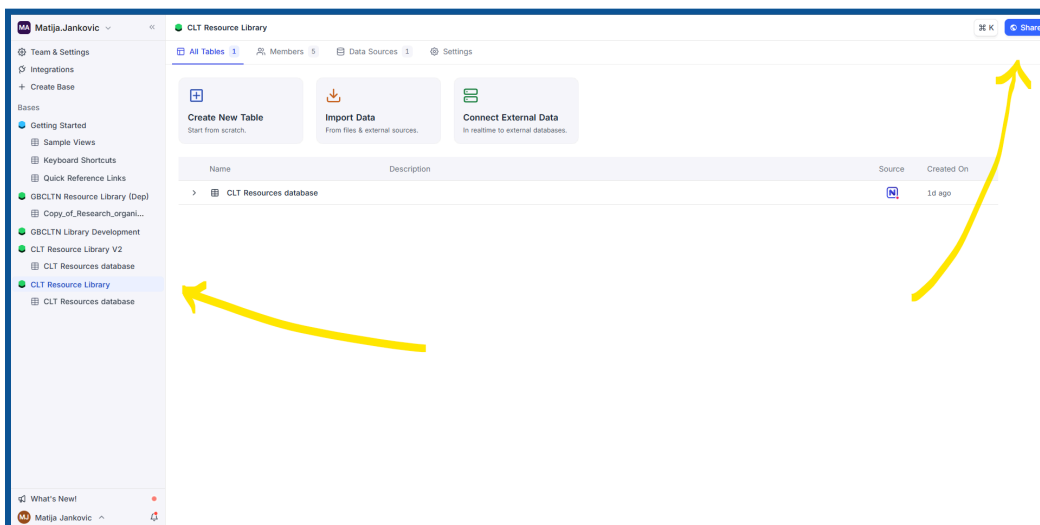 MA Matija.Jankovic
Team & Settings
Integrations
+ Create Base
Bases
Getting Started
Sample Views
Keyboard Shortcuts
Quick Reference Links
GBCLTN Resource Library (Dep)
Copy_of_Research_organi...
GBCLTN Library Development
CLT Resource Library V2
CLT Resources database
CLT Resource Library
CLT Resources database
What's New!
MJ Matija Jankovic
CLT Resource Library
⌘ K Share
All Tables 1 Members 5 Data Sources 1 Settings
Create New Table
Start from scratch.
Import Data
From files & external sources.
Connect External Data
In realtime to external databases.
Name Description Source Created On
CLT Resources database N 1d ago